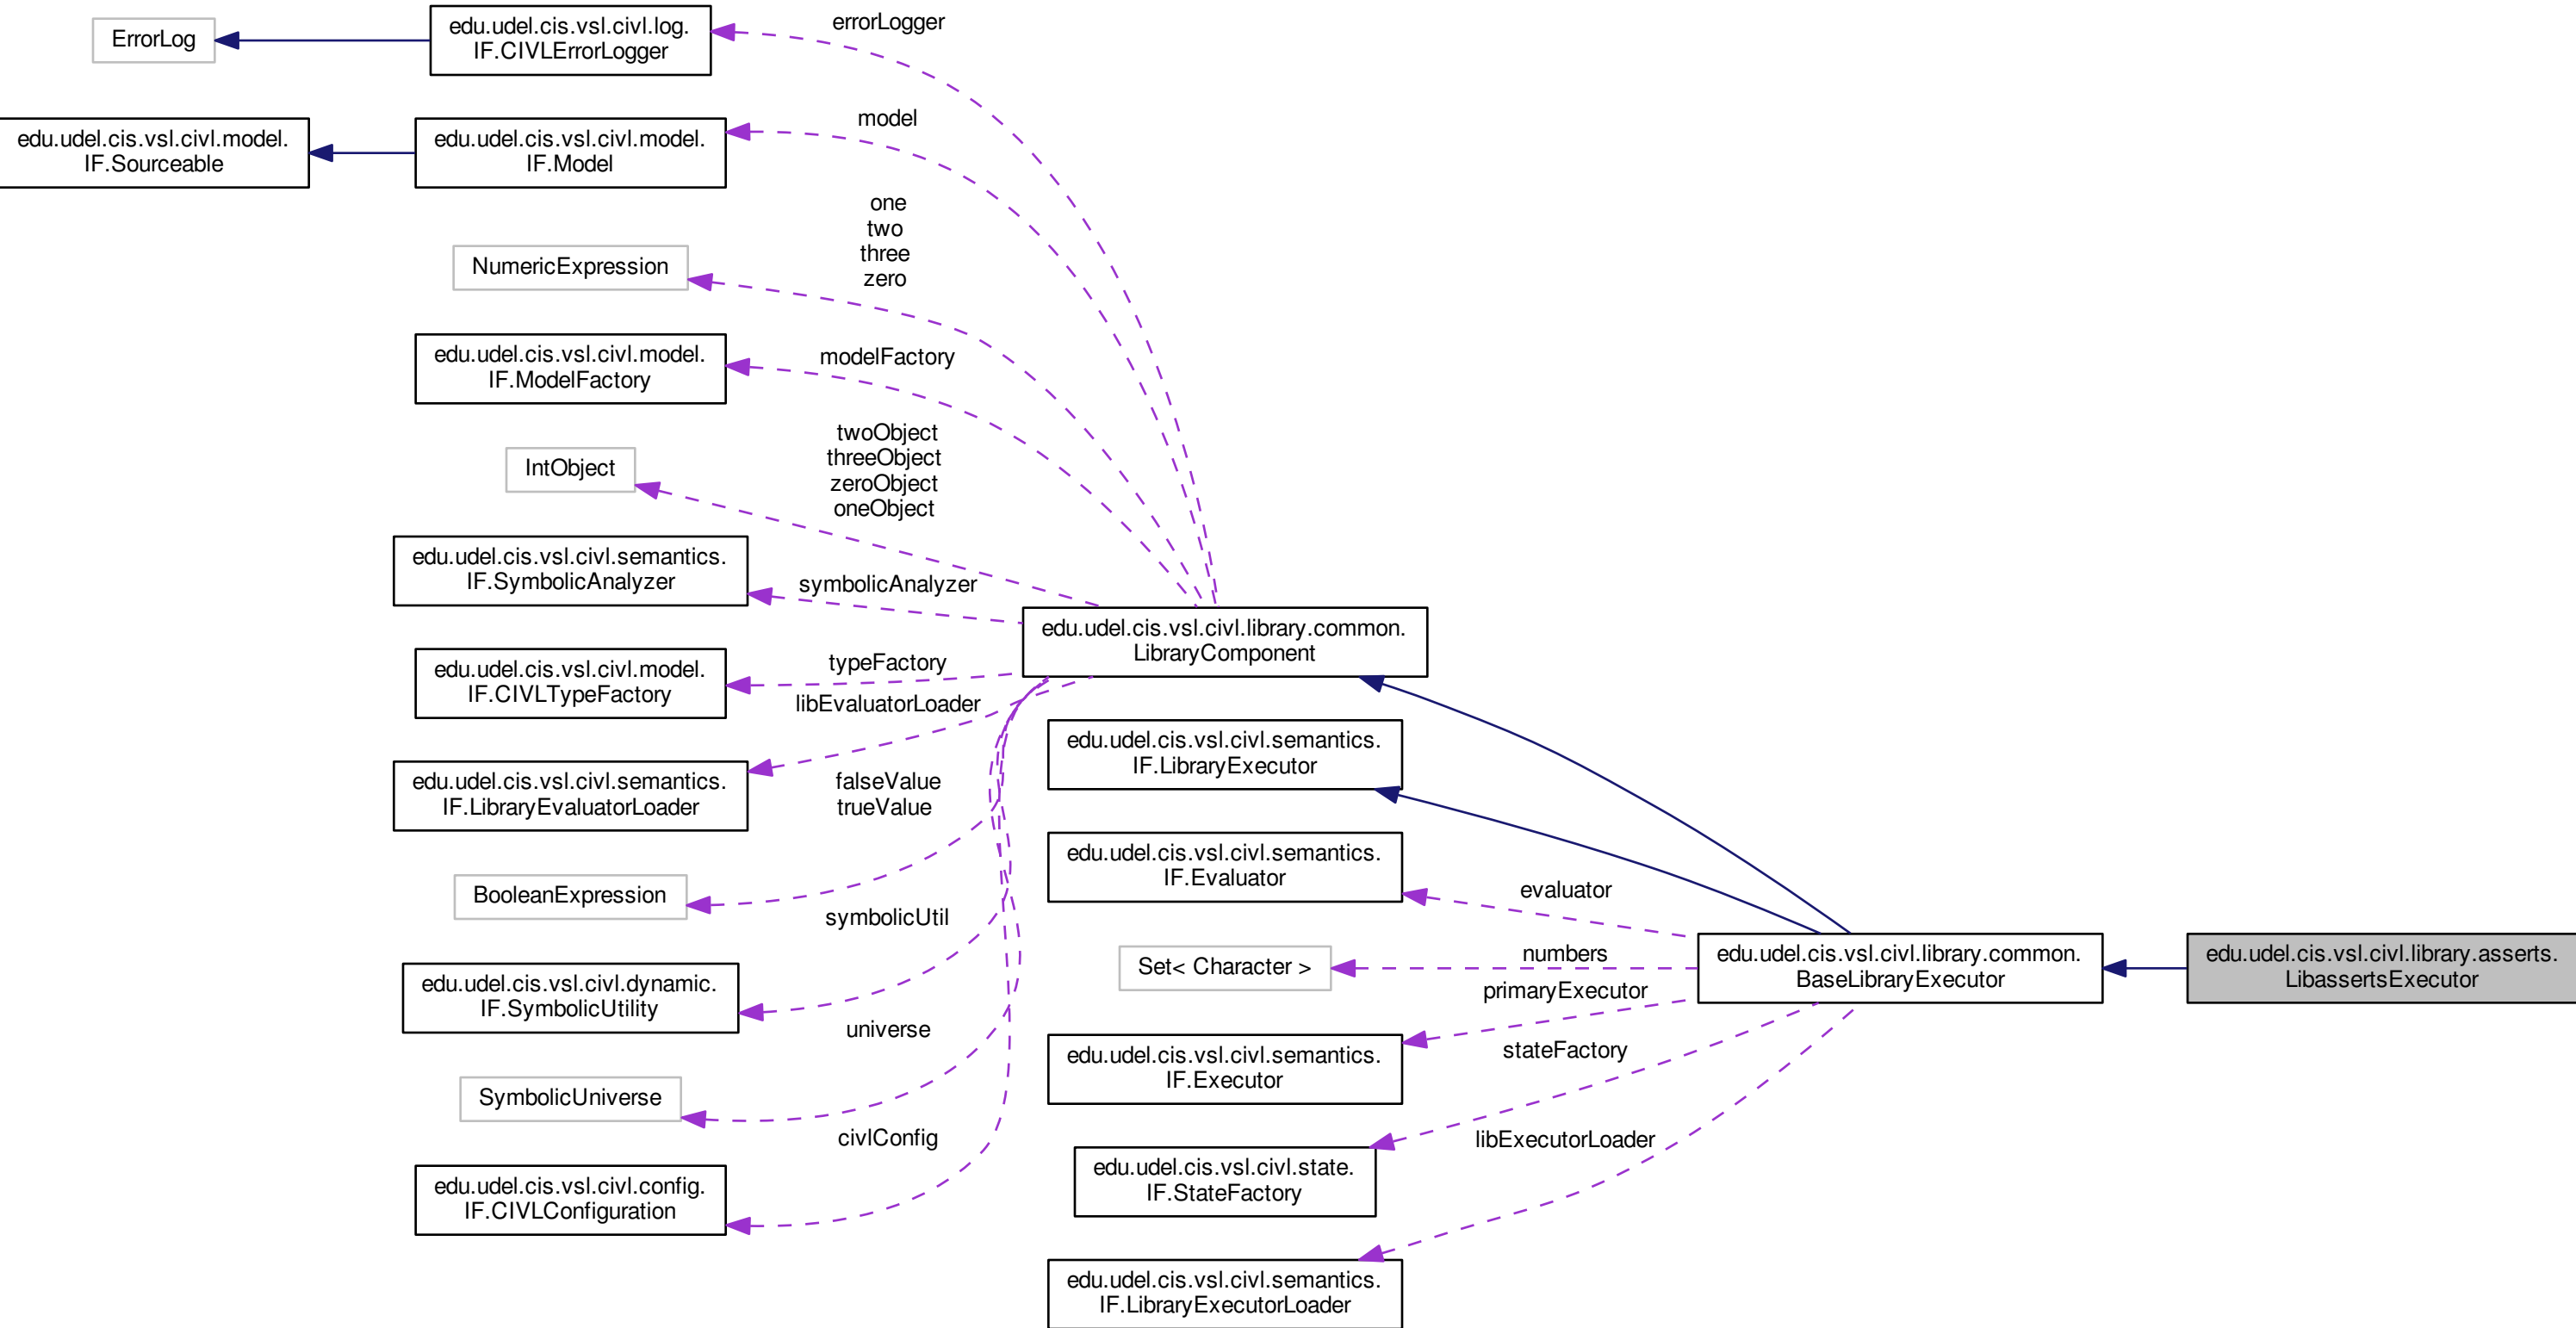 ErrorLog
edu.udel.cis.vsl.civl.log.
IF.CIVLErrorLogger
errorLogger
edu.udel.cis.vsl.civl.model.
IF.Sourceable
edu.udel.cis.vsl.civl.model.
IF.Model
model
NumericExpression
one
two
three
zero
edu.udel.cis.vsl.civl.model.
IF.ModelFactory
modelFactory
IntObject
twoObject
threeObject
zeroObject
oneObject
edu.udel.cis.vsl.civl.semantics.
IF.SymbolicAnalyzer
symbolicAnalyzer
edu.udel.cis.vsl.civl.model.
IF.CIVLTypeFactory
typeFactory
edu.udel.cis.vsl.civl.semantics.
IF.LibraryEvaluatorLoader
libEvaluatorLoader
BooleanExpression
falseValue
trueValue
edu.udel.cis.vsl.civl.dynamic.
IF.SymbolicUtility
symbolicUtil
SymbolicUniverse
universe
edu.udel.cis.vsl.civl.config.
IF.CIVLConfiguration
civlConfig
edu.udel.cis.vsl.civl.library.common.
LibraryComponent
edu.udel.cis.vsl.civl.semantics.
IF.LibraryExecutor
edu.udel.cis.vsl.civl.semantics.
IF.Evaluator
evaluator
Set< Character >
numbers
edu.udel.cis.vsl.civl.semantics.
IF.Executor
primaryExecutor
edu.udel.cis.vsl.civl.state.
IF.StateFactory
stateFactory
edu.udel.cis.vsl.civl.semantics.
IF.LibraryExecutorLoader
libExecutorLoader
edu.udel.cis.vsl.civl.library.common.
BaseLibraryExecutor
edu.udel.cis.vsl.civl.library.asserts.
LibassertsExecutor